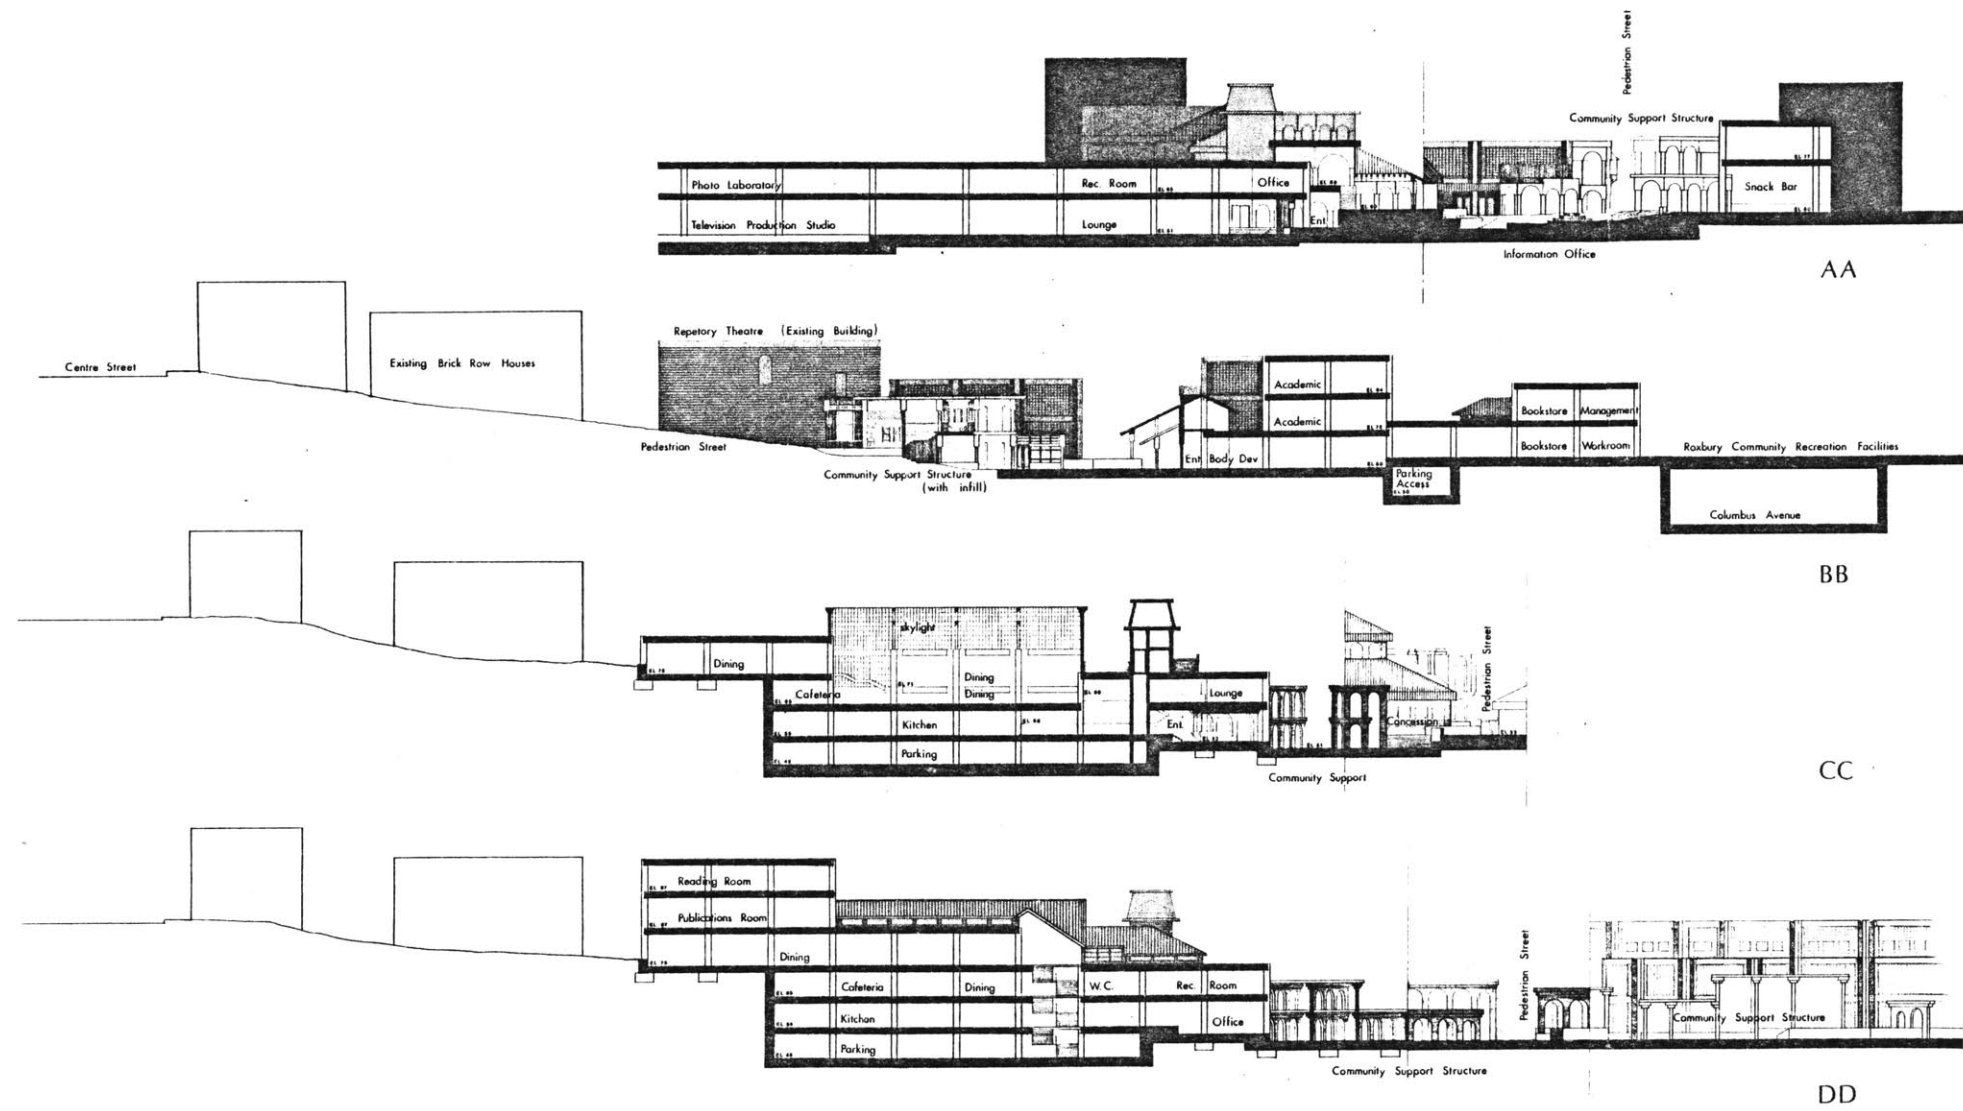 Pedestrian Street
Community Support Structure
Photo Laboratory
Rec. Room
Office
Snack Bar
Television Production Studio
Lounge
Ent
Information Office
AA
Repetory Theatre (Existing Building)
Centre Street
Existing Brick Row Houses
Academic
Academic
Bookstore
Management
Pedestrian Street
Ent
Body Dev
Bookstore
Workroom
Roxbury Community Recreation Facilities
Community Support Structure
(with infill)
Parking
Access
Columbus Avenue
BB
skylight
Pedestrian Street
Dining
Dining
Cafeteria
Dining
Lounge
Kitchen
Ent.
Concession
Parking
Community Support
CC
Reading Room
Publications Room
Dining
Pedestrian Street
Cafeteria
Dining
W.C.
Rec. Room
Kitchen
Office
Community Support Structure
Parking
Community Support Structure
DD